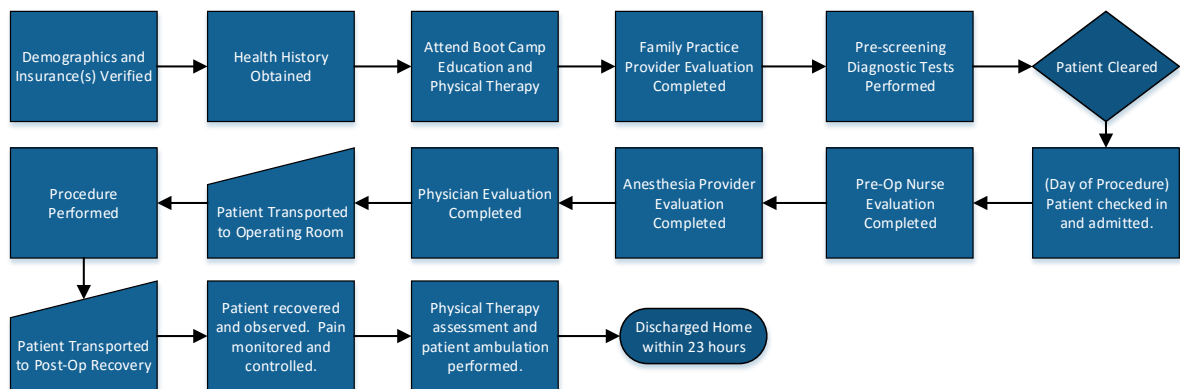 Demographics and
Insurance(s) Verified
Health History
Obtained
Attend Boot Camp
Education and
Physical Therapy
Family Practice
Provider Evaluation
Completed
Pre-screening
Diagnostic Tests
Performed
Patient Cleared
(Day of Procedure)
Patient checked in
and admitted.
Pre-Op Nurse
Evaluation
Completed
Anesthesia Provider
Evaluation
Completed
Physician Evaluation
Completed
Patient Transported
to Operating Room
Procedure
Performed
Patient Transported
to Post-Op Recovery
Patient recovered
and observed. Pain
monitored and
controlled.
Physical Therapy
assessment and
patient ambulation
performed.
Discharged Home
within 23 hours